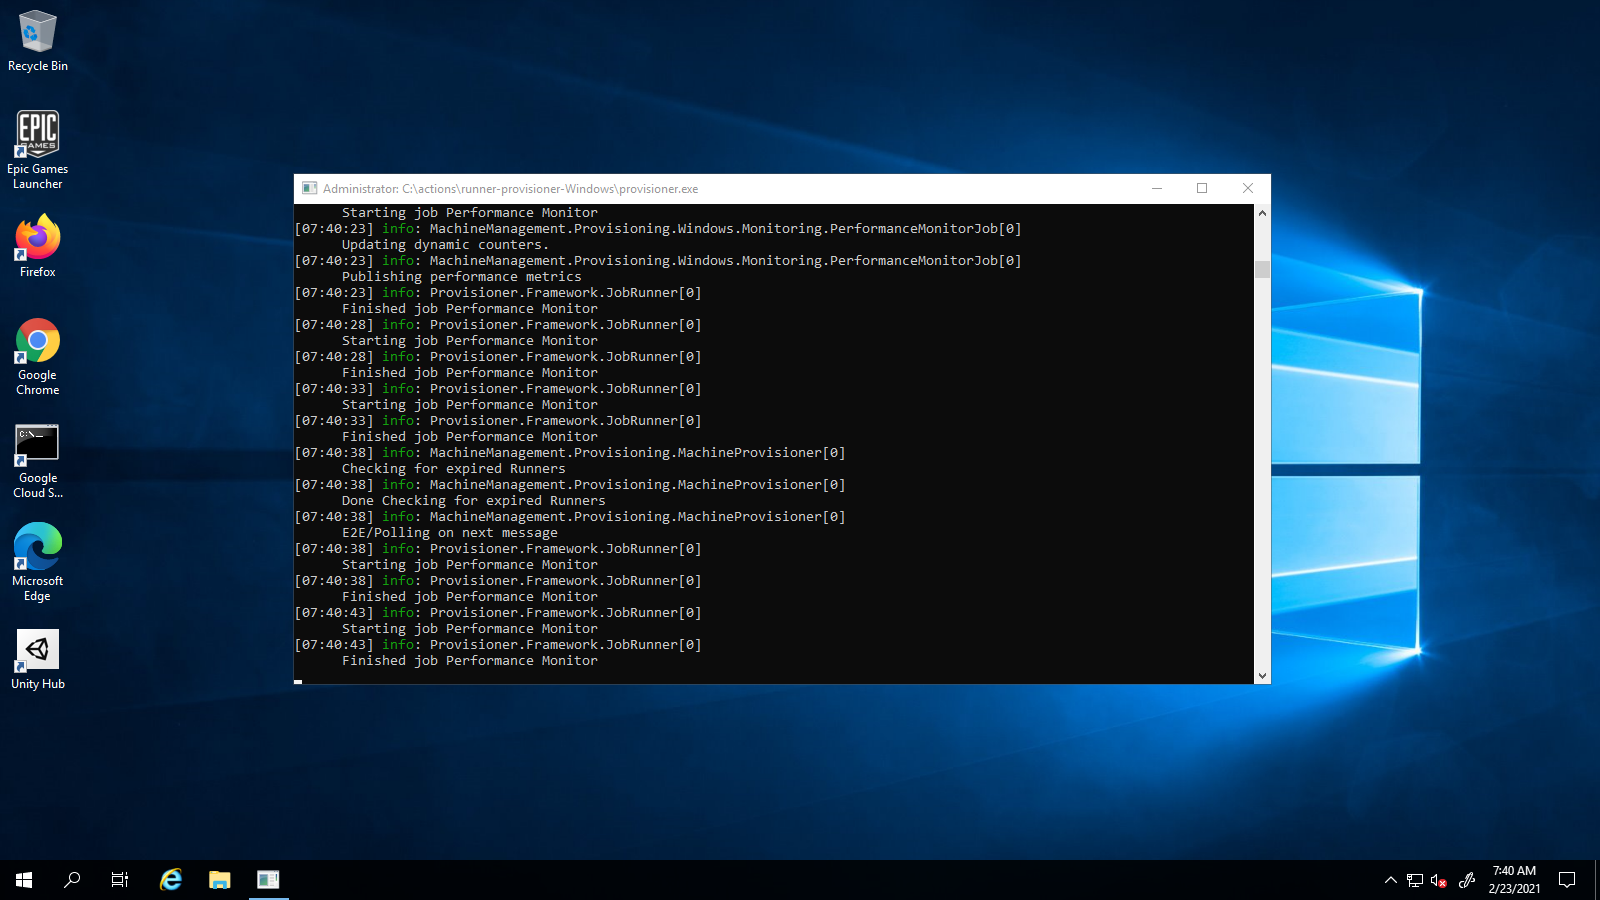 Recycle Bin
EPIC
GAMES
Epic Games
Launcher
Firefox
Google
Chrome
C:\_
Google
Cloud S...
Microsoft
Edge
Unity Hub
Administrator: C:\actions\runner-provisioner-Windows\provisioner.exe
Starting job Performance Monitor
[07:40:23] info: MachineManagement.Provisioning.Windows.Monitoring.PerformanceMonitorJob[0]
Updating dynamic counters.
[07:40:23] info: MachineManagement.Provisioning.Windows.Monitoring.PerformanceMonitorJob[0]
Publishing performance metrics
[07:40:23] info: Provisioner.Framework.JobRunner[0]
Finished job Performance Monitor
[07:40:28] info: Provisioner.Framework.JobRunner[0]
Starting job Performance Monitor
[07:40:28] info: Provisioner.Framework.JobRunner[0]
Finished job Performance Monitor
[07:40:33] info: Provisioner.Framework.JobRunner[0]
Starting job Performance Monitor
[07:40:33] info: Provisioner.Framework.JobRunner[0]
Finished job Performance Monitor
[07:40:38] info: MachineManagement.Provisioning.MachineProvisioner[0]
Checking for expired Runners
[07:40:38] info: MachineManagement.Provisioning.MachineProvisioner[0]
Done Checking for expired Runners
[07:40:38] info: MachineManagement.Provisioning.MachineProvisioner[0]
E2E/Polling on next message
[07:40:38] info: Provisioner.Framework.JobRunner[0]
Starting job Performance Monitor
[07:40:38] info: Provisioner.Framework.JobRunner[0]
Finished job Performance Monitor
[07:40:43] info: Provisioner.Framework.JobRunner[0]
Starting job Performance Monitor
[07:40:43] info: Provisioner.Framework.JobRunner[0]
Finished job Performance Monitor
7:40 AM
2/23/2021